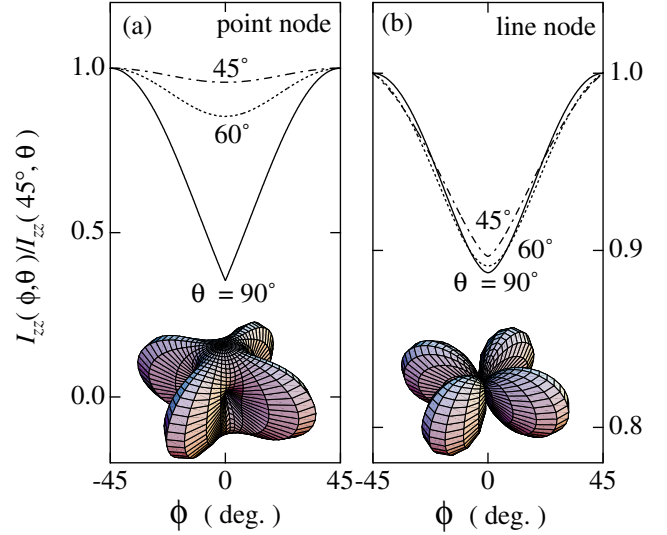 (a) point node
1.0
45°
60°
0.5
θ = 90°
0.0
-45 0 45
ϕ ( deg. )
I_zz( ϕ,θ )/I_zz( 45°, θ )
(b) line node
1.0
45°
60°
0.9
θ = 90°
0.8
-45 0 45
ϕ ( deg. )